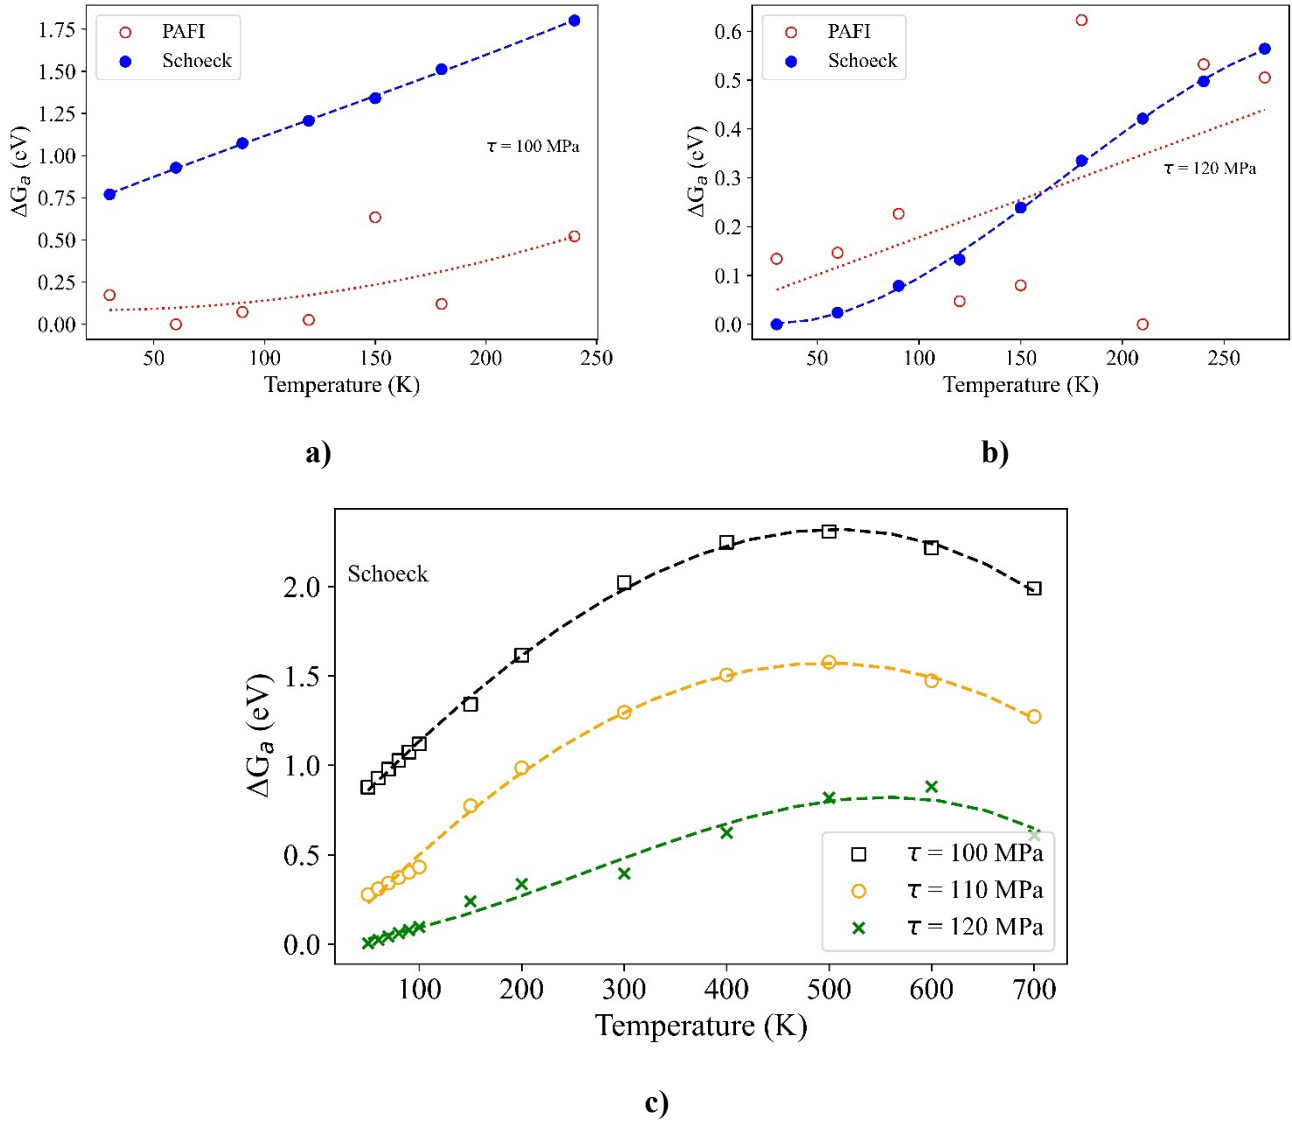 PAFI
Schoeck
τ = 100 MPa
ΔGₐ (eV)
1.75
1.50
1.25
1.00
0.75
0.50
0.25
0.00
50 100 150 200 250
Temperature (K)
a)
PAFI
Schoeck
τ = 120 MPa
ΔGₐ (eV)
0.6
0.5
0.4
0.3
0.2
0.1
0.0
50 100 150 200 250
Temperature (K)
b)
Schoeck
ΔGₐ (eV)
2.0
1.5
1.0
0.5
0.0
τ = 100 MPa
τ = 110 MPa
τ = 120 MPa
100 200 300 400 500 600 700
Temperature (K)
c)